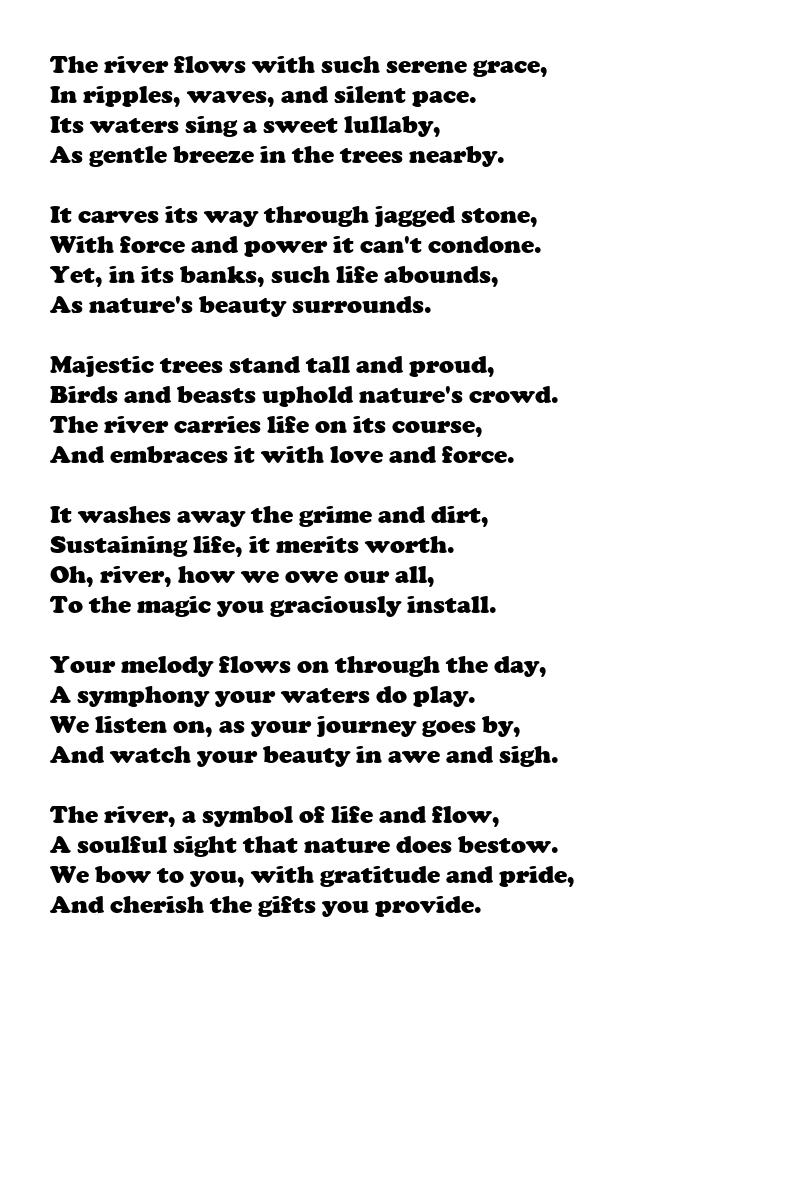 The river flows with such serene grace,
In ripples, waves, and silent pace.
Its waters sing a sweet lullaby,
As gentle breeze in the trees nearby.

It carves its way through jagged stone,
With force and power it can't condone.
Yet, in its banks, such life abounds,
As nature's beauty surrounds.

Majestic trees stand tall and proud,
Birds and beasts uphold nature's crowd.
The river carries life on its course,
And embraces it with love and force.

It washes away the grime and dirt,
Sustaining life, it merits worth.
Oh, river, how we owe our all,
To the magic you graciously install.

Your melody flows on through the day,
A symphony your waters do play.
We listen on, as your journey goes by,
And watch your beauty in awe and sigh.

The river, a symbol of life and flow,
A soulful sight that nature does bestow.
We bow to you, with gratitude and pride,
And cherish the gifts you provide.